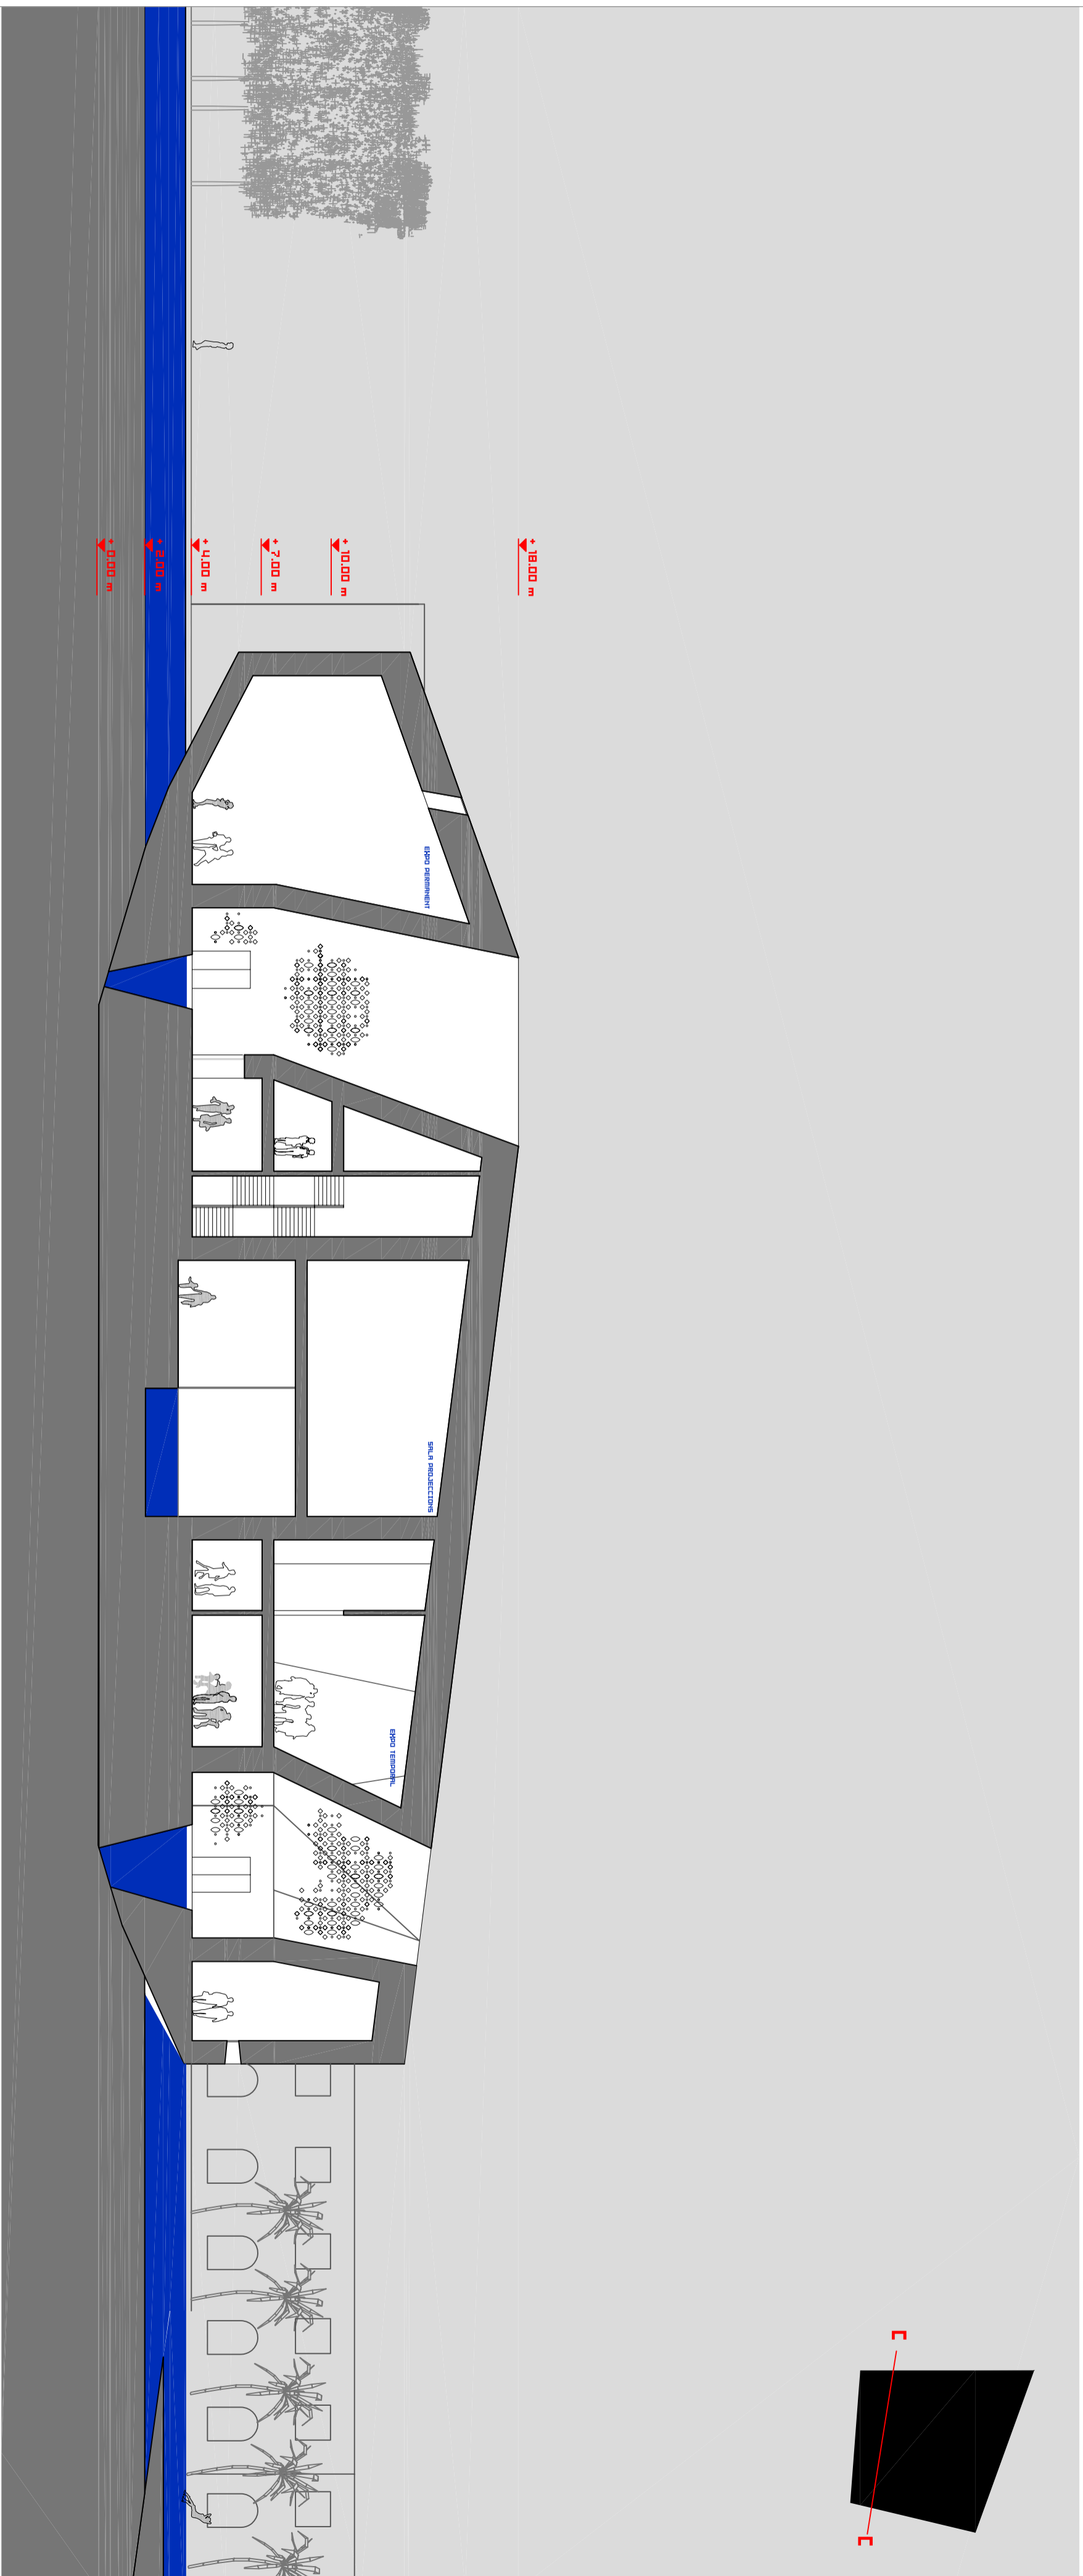 + 18.00 m
+ 10.00 m
+ 7.00 m
+ 4.00 m
+ 2.00 m
+ 0.00 m
EXPO PERMANENT
SALA PROJECCIONS
EXPO TEMPORAL
C
C